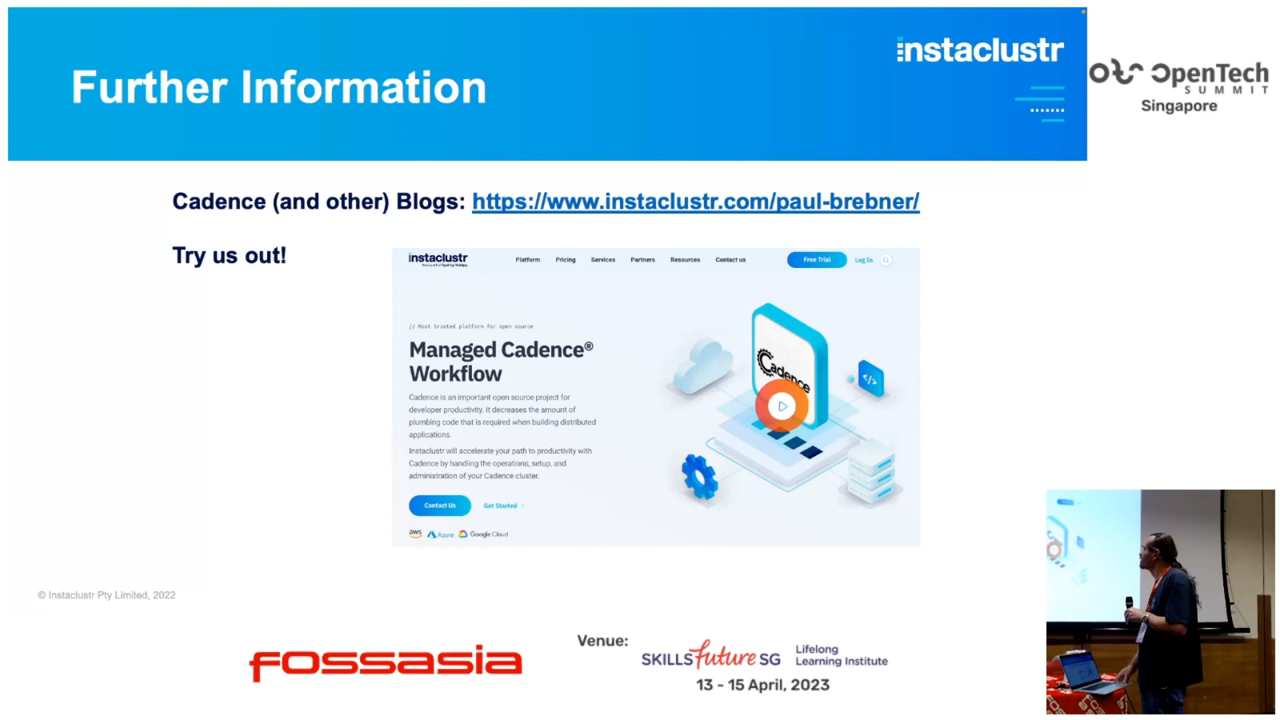 Further Information
instaclustr
OpenTech
SUMMIT
Singapore
Cadence (and other) Blogs: https://www.instaclustr.com/paul-brebner/
Try us out!
instaclustr
Platform Pricing Services Partners Resources Contact us Free Trial Log In
// Most trusted platform for open source
Managed Cadence®
Workflow
Cadence is an important open source project for
developer productivity. It decreases the amount of
plumbing code that is required when building distributed
applications.
Instaclustr will accelerate your path to productivity with
Cadence by handling the operations, setup, and
administration of your Cadence cluster.
Cadence
</>
Contact Us Get Started ›
aws Azure Google Cloud
© Instaclustr Pty Limited, 2022
FOSSASIA
Venue:
SKILLS future SG
Lifelong
Learning Institute
13 - 15 April, 2023